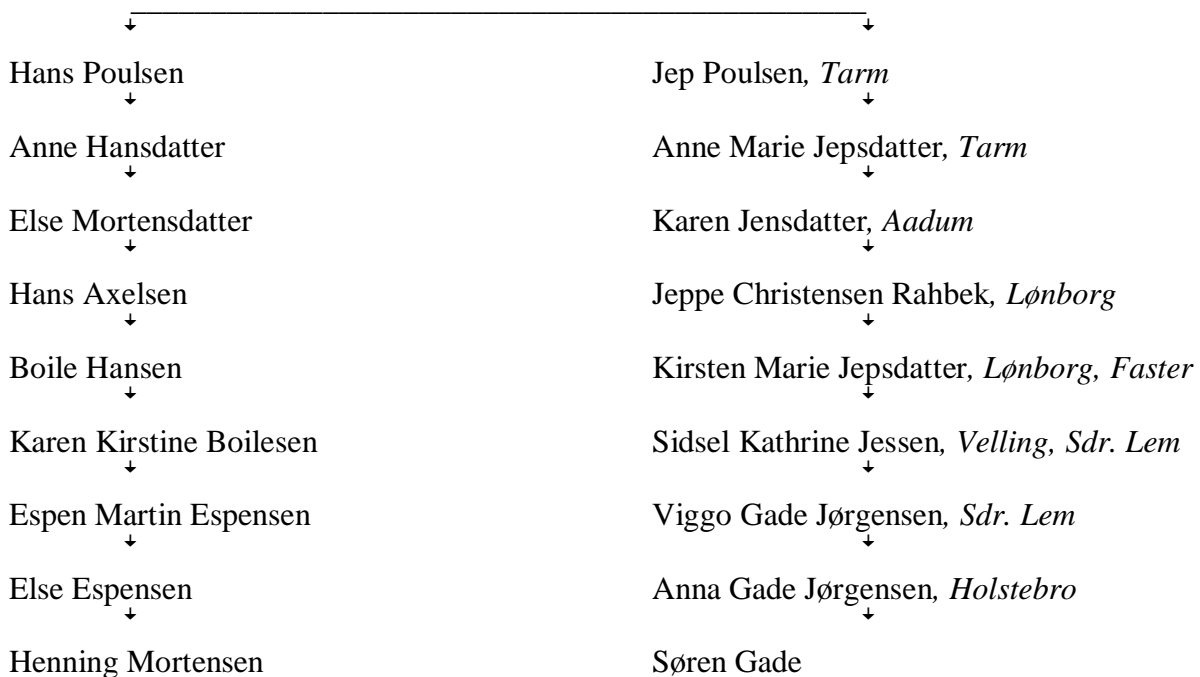 Hans Poulsen Jep Poulsen, Tarm
Anne Hansdatter Anne Marie Jepsdatter, Tarm
Else Mortensdatter Karen Jensdatter, Aadum
Hans Axelsen Jeppe Christensen Rahbek, Lønborg
Boile Hansen Kirsten Marie Jepsdatter, Lønborg, Faster
Karen Kirstine Boilesen Sidsel Kathrine Jessen, Velling, Sdr. Lem
Espen Martin Espensen Viggo Gade Jørgensen, Sdr. Lem
Else Espensen Anna Gade Jørgensen, Holstebro
Henning Mortensen Søren Gade